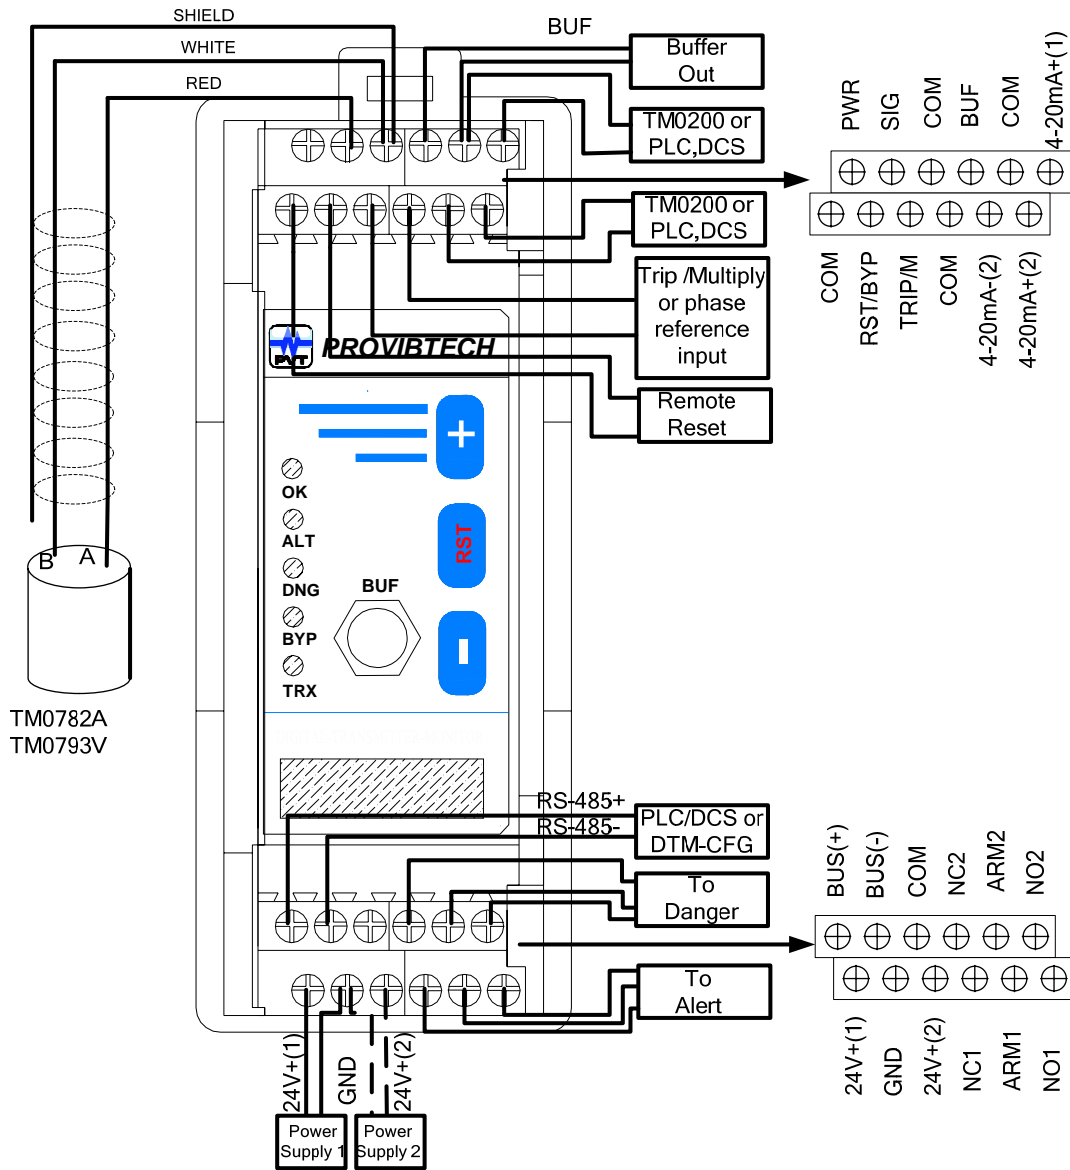 SHIELD
WHITE
RED
BUF
Buffer
Out
TM0200 or
PLC,DCS
TM0200 or
PLC,DCS
Trip /Multiply
or phase
reference
input
Remote
Reset
PWR
SIG
COM
BUF
COM
4-20mA+(1)
COM
RST/BYP
TRIP/M
COM
4-20mA-(2)
4-20mA+(2)
PVT
PROVIBTECH
+
OK
ALT
DNG
BYP
TRX
BUF
RST
-
B
A
TM0782A
TM0793V
RS-485+
RS-485-
PLC/DCS or
DTM-CFG
To
Danger
To
Alert
BUS(+)
BUS(-)
COM
NC2
ARM2
NO2
24V+(1)
GND
24V+(2)
NC1
ARM1
NO1
24V+(1)
GND
24V+(2)
Power
Supply 1
Power
Supply 2